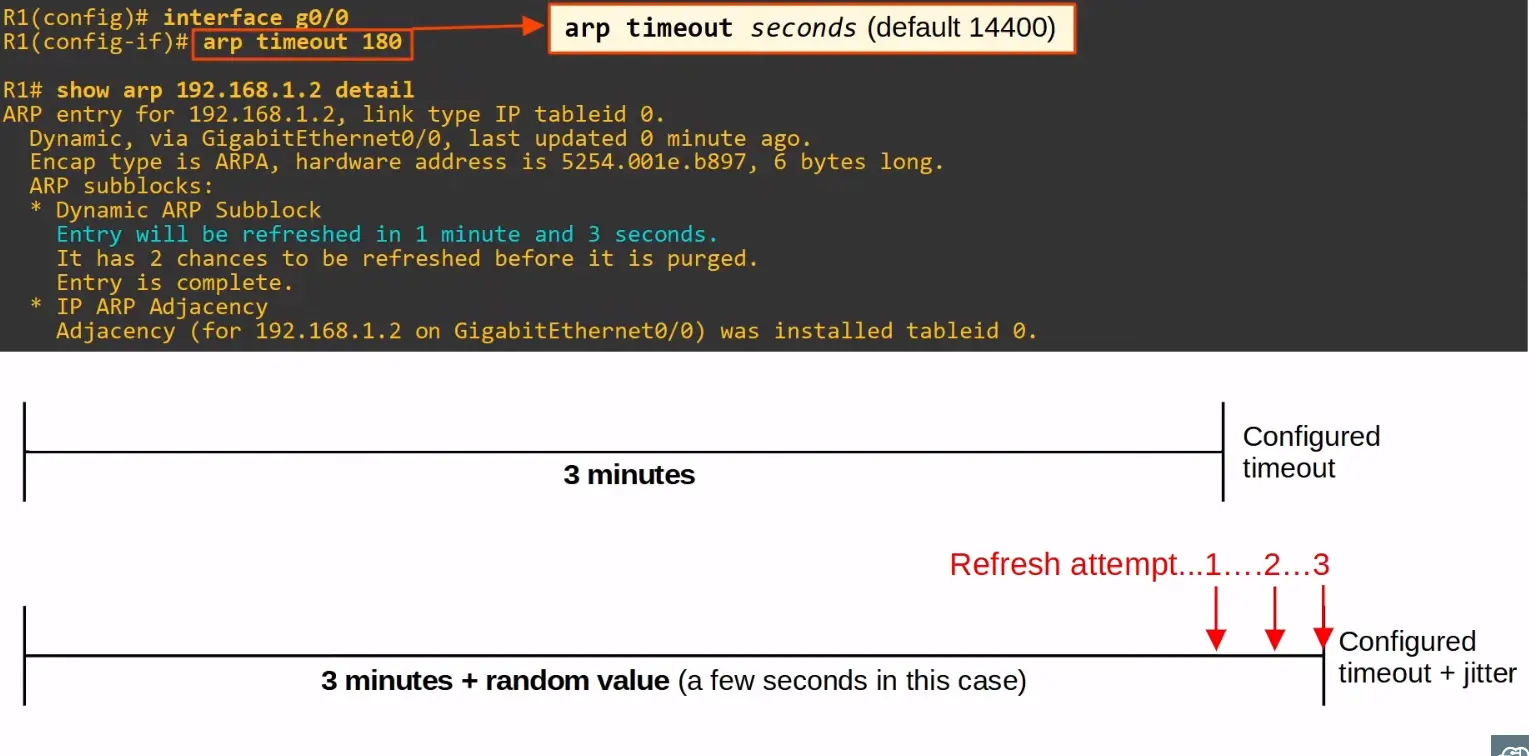 R1(config)# interface g0/0
R1(config-if)# arp timeout 180
arp timeout seconds (default 14400)
R1# show arp 192.168.1.2 detail
ARP entry for 192.168.1.2, link type IP tableid 0.
Dynamic, via GigabitEthernet0/0, last updated 0 minute ago.
Encap type is ARPA, hardware address is 5254.001e.b897, 6 bytes long.
ARP subblocks:
* Dynamic ARP Subblock
Entry will be refreshed in 1 minute and 3 seconds.
It has 2 chances to be refreshed before it is purged.
Entry is complete.
* IP ARP Adjacency
Adjacency (for 192.168.1.2 on GigabitEthernet0/0) was installed tableid 0.
3 minutes
Configured
timeout
Refresh attempt...1....2...3
3 minutes + random value (a few seconds in this case)
Configured
timeout + jitter